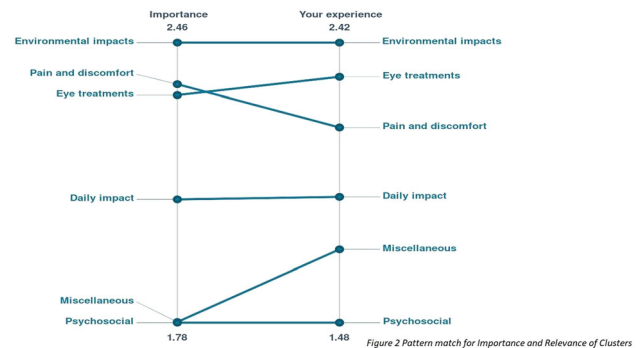 Importance
2.46
Your experience
2.42
Environmental impacts
Environmental impacts
Pain and discomfort
Eye treatments
Eye treatments
Pain and discomfort
Daily impact
Daily impact
Miscellaneous
Miscellaneous
Psychosocial
Psychosocial
1.78
1.48
Figure 2 Pattern match for Importance and Relevance of Clusters